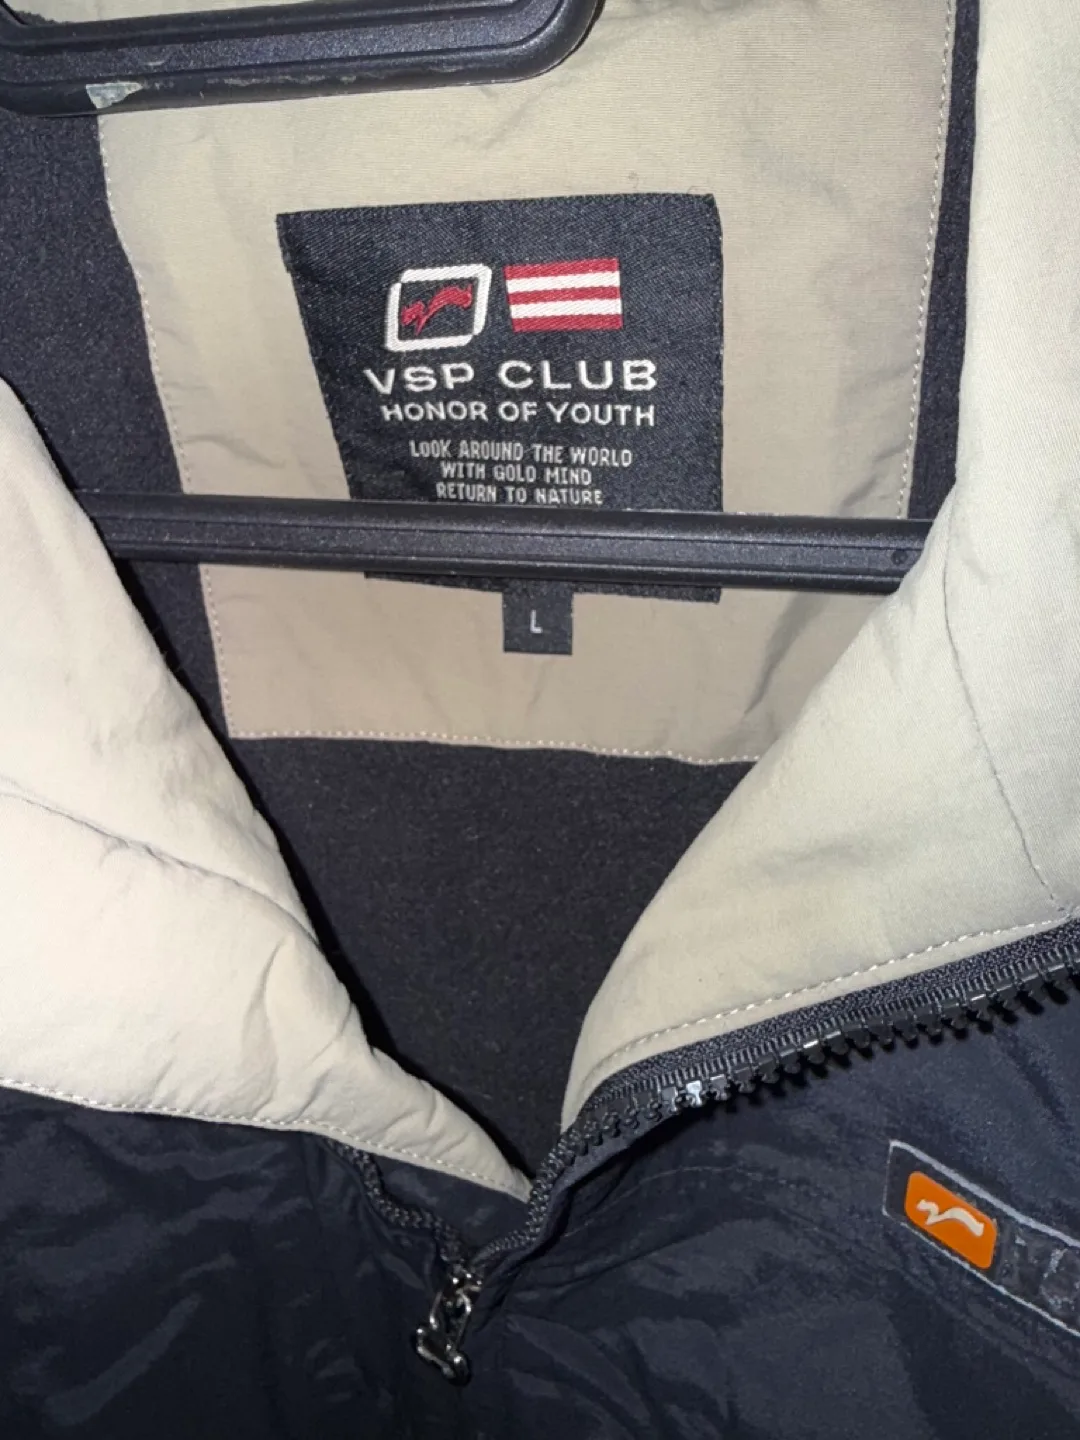 VSP CLUB
HONOR OF YOUTH
LOOK AROUND THE WORLD
WITH GOLD MIND
RETURN TO NATURE
L